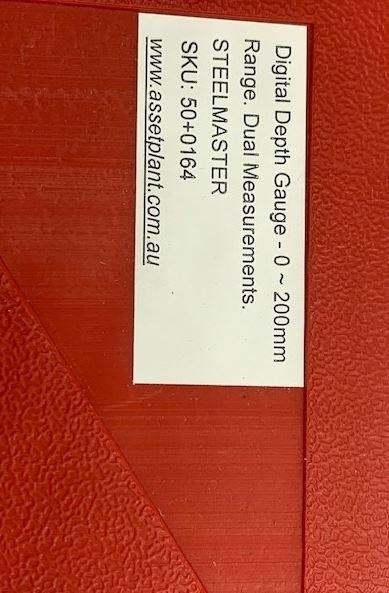 Digital Depth Gauge - 0 ~ 200mm
Range. Dual Measurements.
STEELMASTER
SKU: 50+0164
www.assetplant.com.au